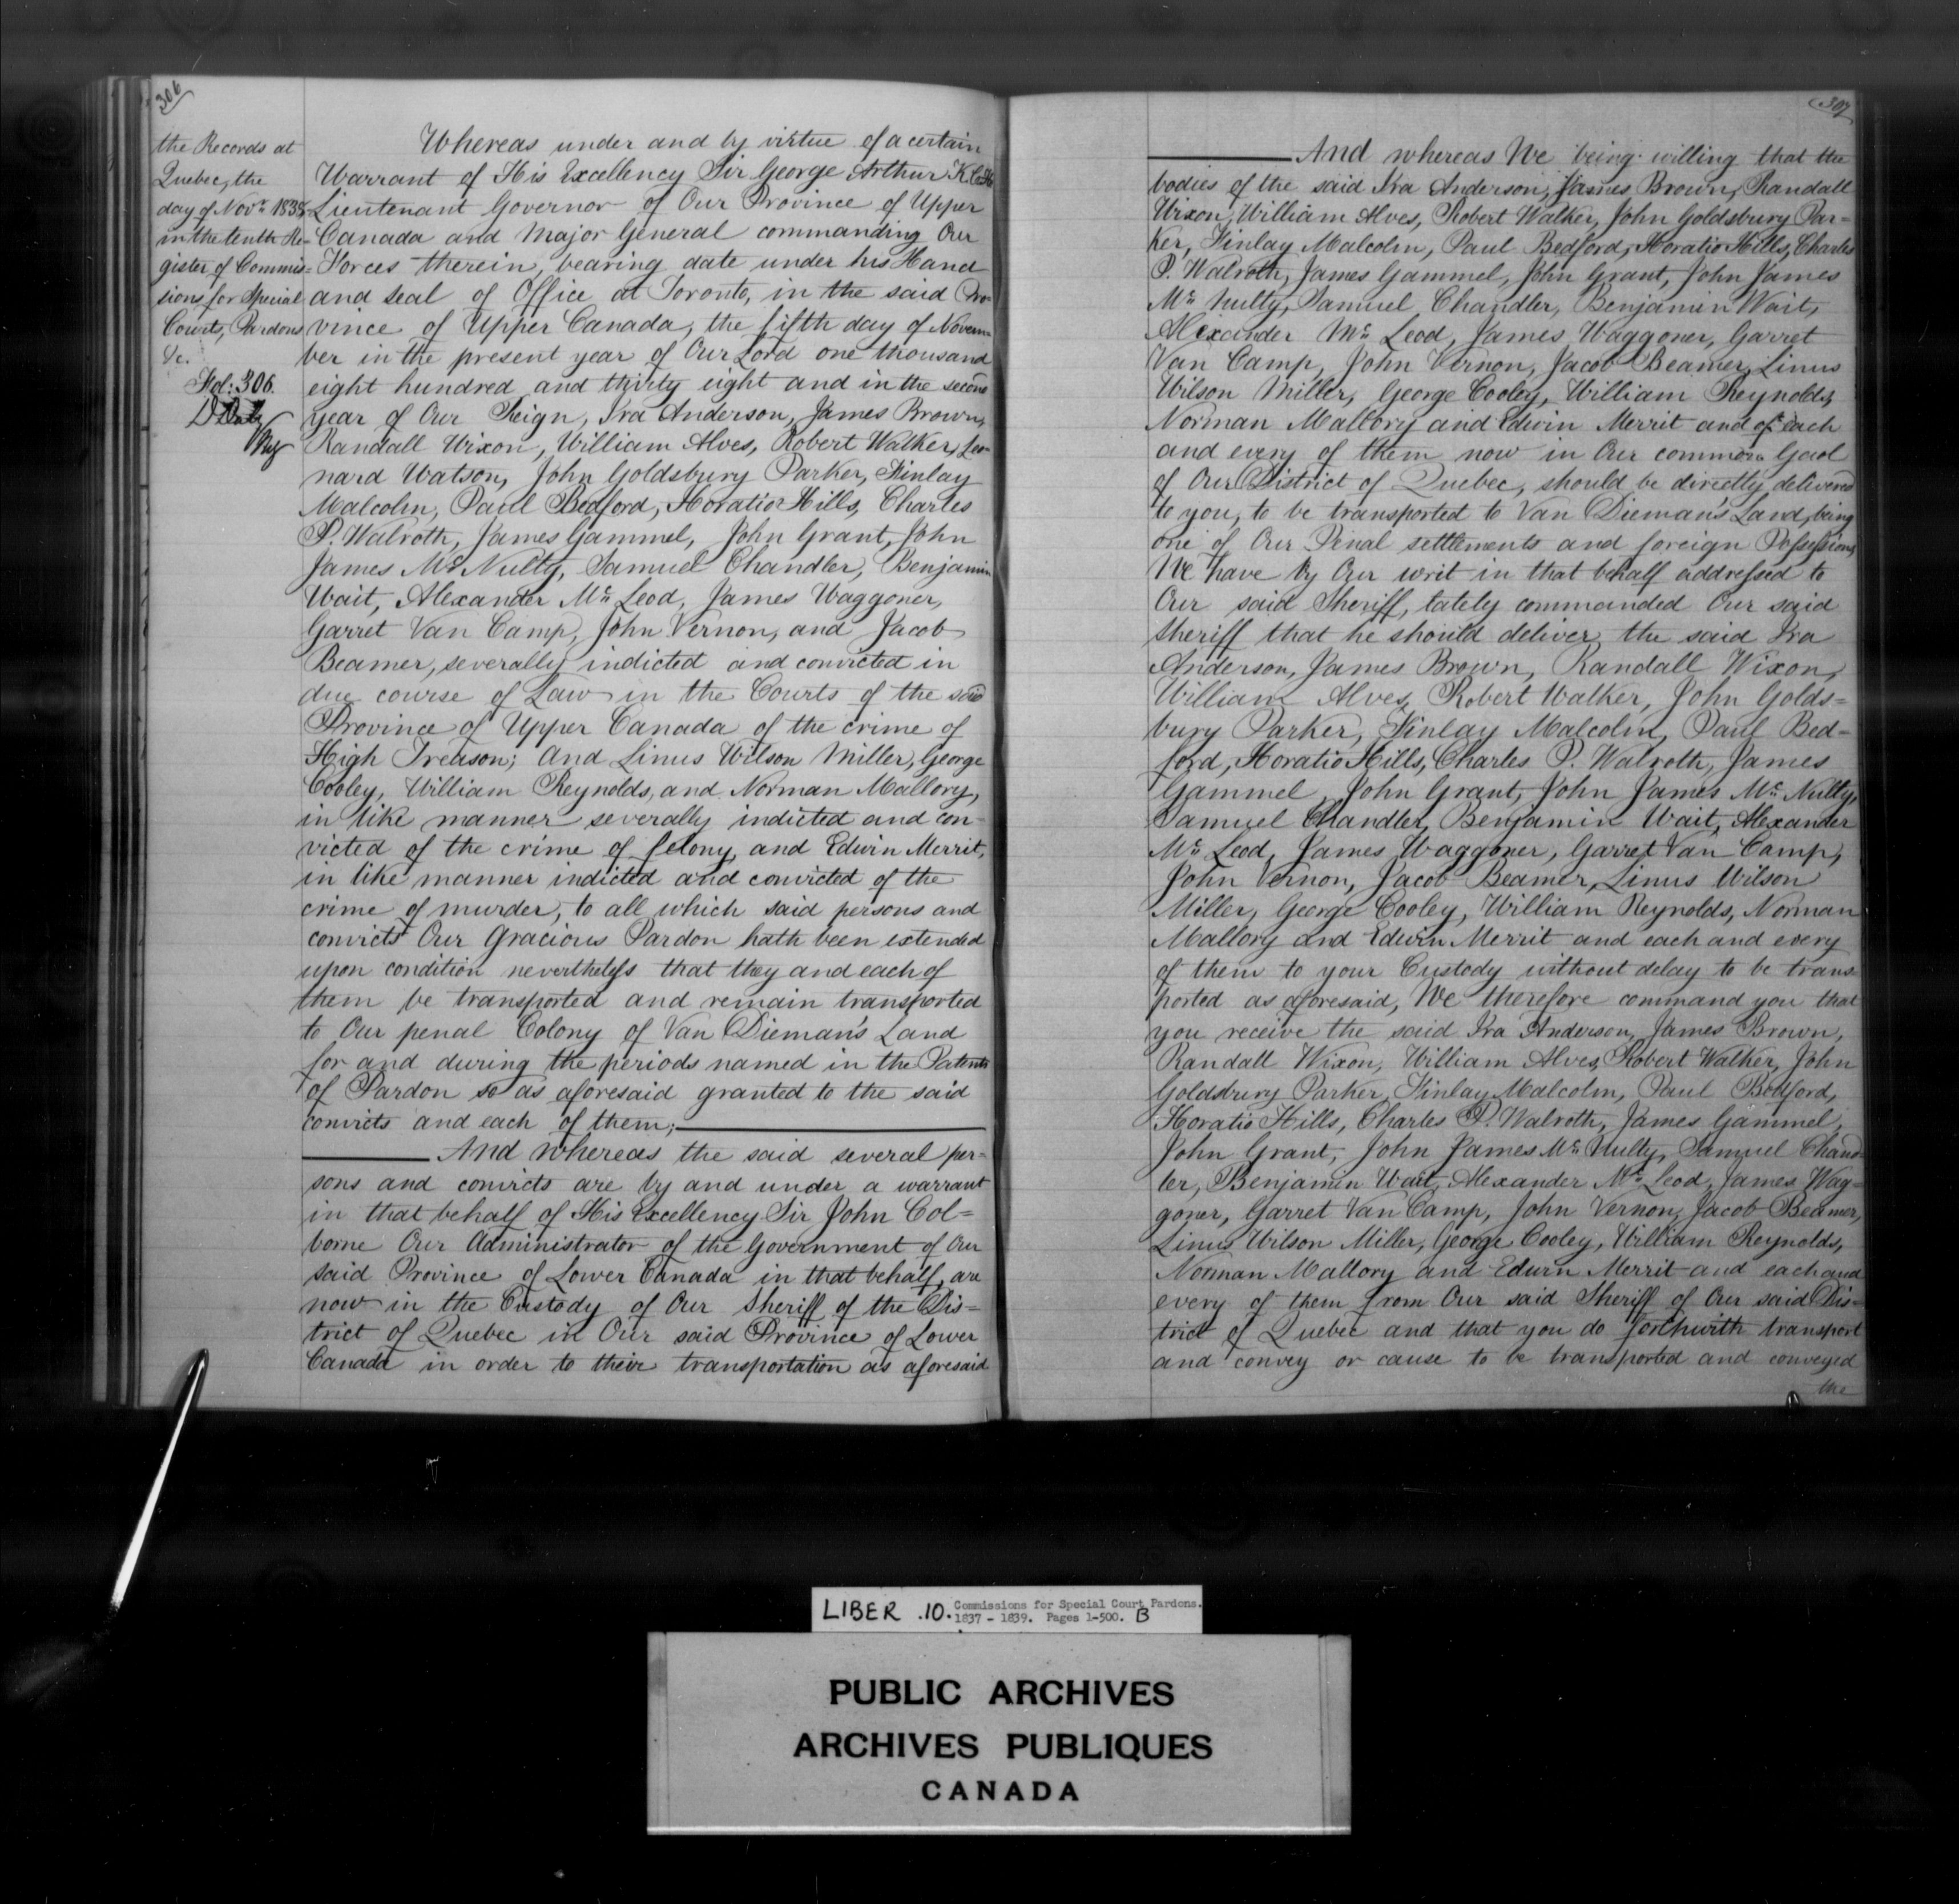 306
the Records at
Quebec, the
day of Novr. 1838
in the tenth Re=
gister of Commis=
sions for Special
Courts, Pardons
&c.
Fol: 306.
Whereas under and by virtue of a certain
Warrant of His Excellency Sir George Arthur K.C.H.
Lieutenant Governor of Our Province of Upper
Canada and Major General commanding Our
Forces therein, bearing date under his Hand
and Seal of Office at Toronto, in the said Pro-
vince of Upper Canada, the fifth day of Novem-
ber in the present year of Our Lord one thousand
eight hundred and thirty eight and in the second
year of Our Reign, Ira Anderson, James Brown,
Randall Wixon, William Alves, Robert Walker, Leo-
nard Watson, John Goldsbury Parker, Finlay
Malcolm, Paul Bedford, Horatio Hills, Charles
P. Walroth, James Gammel, John Grant, John
James Mc. Nulty, Samuel Chandler, Benjamin
Wait, Alexander Mc. Leod, James Waggoner,
Garret Van Camp, John Vernon, and Jacob
Beamer, severally indicted and convicted in
due course of Law in the Courts of the said
Province of Upper Canada of the crime of
High Treason; And Linus Wilson Miller, George
Cooley, William Reynolds, and Norman Mallory,
in like manner severally indicted and con-
victed of the crime of felony, and Edwin Merrit,
in like manner indicted and convicted of the
crime of murder, to all which said persons and
convicts Our Gracious Pardon hath been extended
upon condition nevertheless that they and each of
them be transported and remain transported
to Our penal Colony of Van Dieman's Land
for and during the periods named in the Patents
of Pardon so as aforesaid granted to the said
convicts and each of them;
And whereas the said several per-
sons and convicts are by and under a warrant
in that behalf of His Excellency Sir John Col=
borne Our Administrator of the Government of Our
said Province of Lower Canada in that behalf, are
now in the Custody of Our Sheriff of the Dis=
trict of Quebec in Our said Province of Lower
Canada in order to their transportation as aforesaid
307
And whereas We being willing that the
bodies of the said Ira Anderson, James Brown, Randall
Wixon, William Alves, Robert Walker, John Goldsbury Par=
ker, Finlay Malcolm, Paul Bedford, Horatio Hills, Charles
P. Walroth, James Gammel, John Grant, John James
Mc. Nulty, Samuel Chandler, Benjamin Wait,
Alexander Mc. Leod, James Waggoner, Garret
Van Camp, John Vernon, Jacob Beamer, Linus
Wilson Miller, George Cooley, William Reynolds,
Norman Mallory and Edwin Merrit and of each
and every of them now in Our common Gaol
of Our District of Quebec, should be directly delivered
to you, to be transported to Van Dieman's Land, being
one of Our Penal settlements and foreign Possessions
We have by Our writ in that behalf addressed to
Our said Sheriff, lately commanded Our said
Sheriff that he should deliver the said Ira
Anderson, James Brown, Randall Wixon,
William Alves, Robert Walker, John Golds=
bury Parker, Finlay Malcolm, Paul Bed=
ford, Horatio Hills, Charles P. Walroth, James
Gammel, John Grant, John James Mc. Nulty,
Samuel Chandler, Benjamin Wait, Alexander
Mc. Leod, James Waggoner, Garret Van Camp,
John Vernon, Jacob Beamer, Linus Wilson
Miller, George Cooley, William Reynolds, Norman
Mallory and Edwin Merrit and each and every
of them to your Custody without delay to be trans
ported as aforesaid, We therefore command you that
you receive the said Ira Anderson, James Brown,
Randall Wixon, William Alves, Robert Walker, John
Goldsbury Parker, Finlay Malcolm, Paul Bedford,
Horatio Hills, Charles P. Walroth, James Gammel,
John Grant, John James Mc. Nulty, Samuel Chand-
ler, Benjamin Wait, Alexander Mc. Leod, James Wag=
goner, Garret Van Camp, John Vernon, Jacob Beamer,
Linus Wilson Miller, George Cooley, William Reynolds,
Norman Mallory and Edwin Merrit and each and
every of them from Our said Sheriff of Our said Dis=
trict of Quebec and that you do forthwith transport
and convey or cause to be transported and conveyed
the
LIBER .10. Commissions for Special Court Pardons.
1837 - 1839. Pages 1-500. B
PUBLIC ARCHIVES
ARCHIVES PUBLIQUES
CANADA